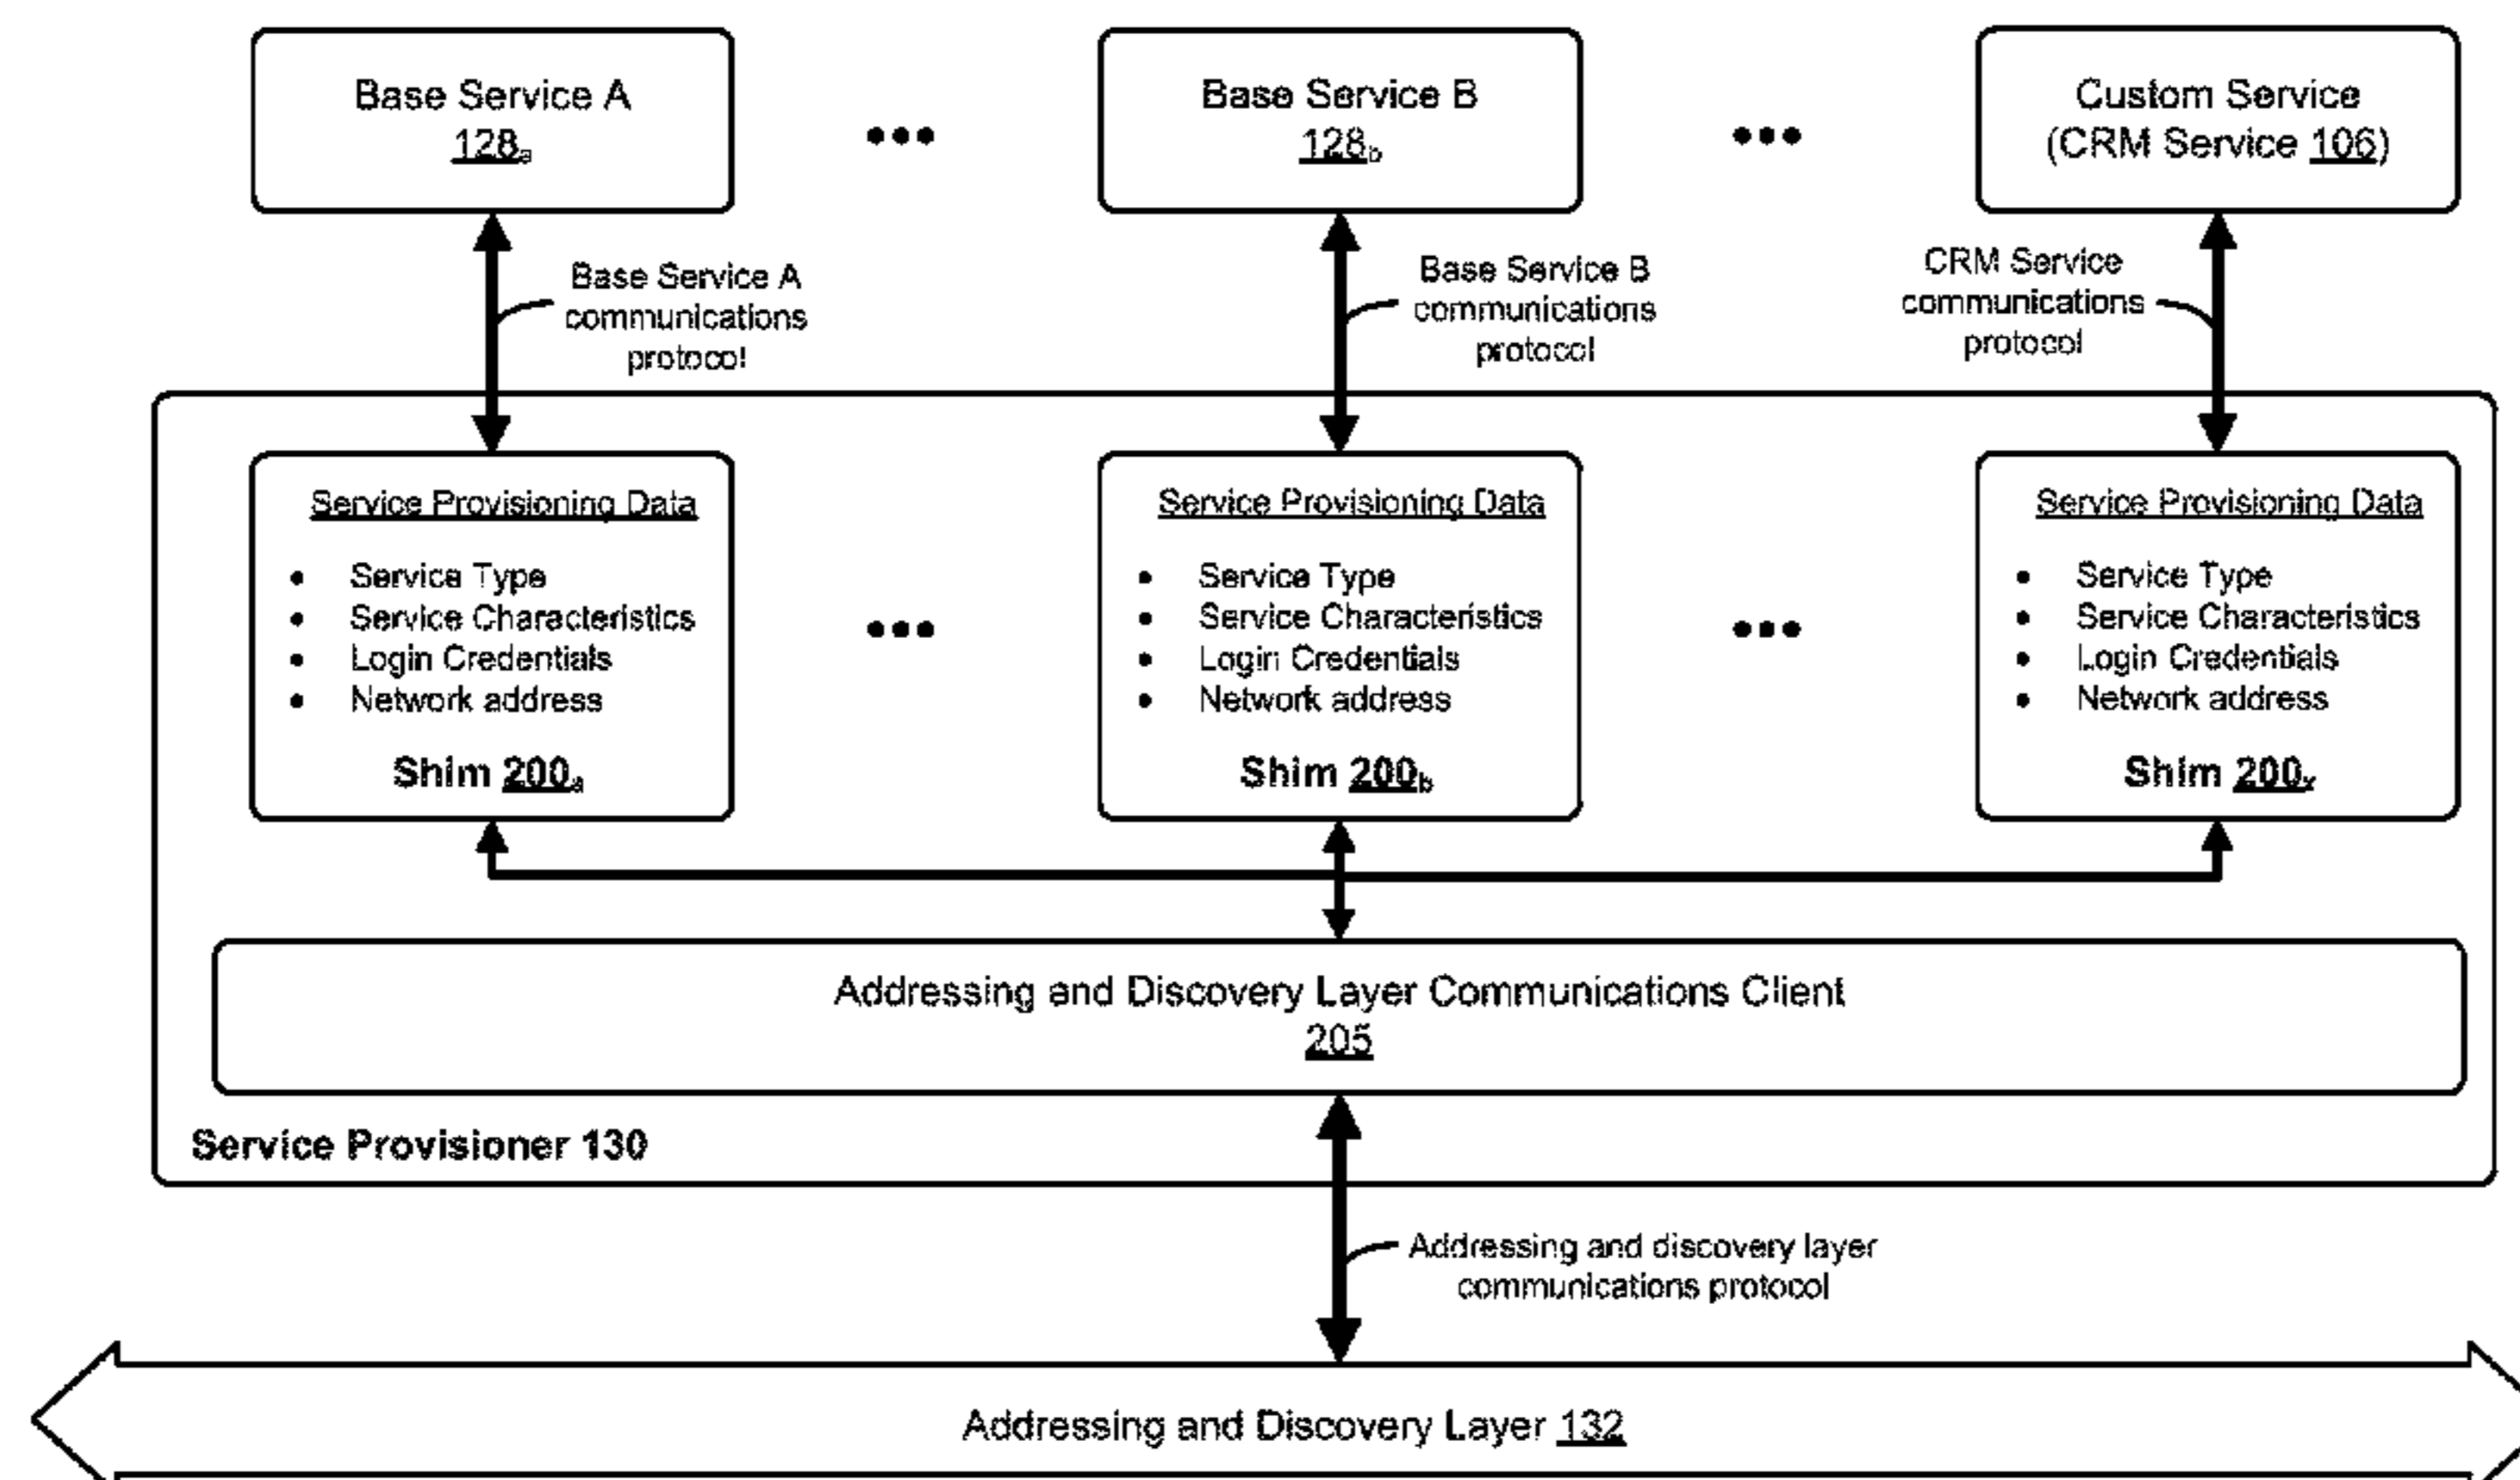 Base Service A
128a
•••
Base Service B
128b
•••
Custom Service
(CRM Service 106)
Base Service A
communications
protocol
Base Service B
communications
protocol
CRM Service
communications
protocol
Service Provisioning Data
• Service Type
• Service Characteristics
• Login Credentials
• Network address
Shim 200a
•••
Service Provisioning Data
• Service Type
• Service Characteristics
• Login Credentials
• Network address
Shim 200b
•••
Service Provisioning Data
• Service Type
• Service Characteristics
• Login Credentials
• Network address
Shim 200x
Addressing and Discovery Layer Communications Client
205
Service Provisioner 130
Addressing and discovery layer
communications protocol
Addressing and Discovery Layer 132